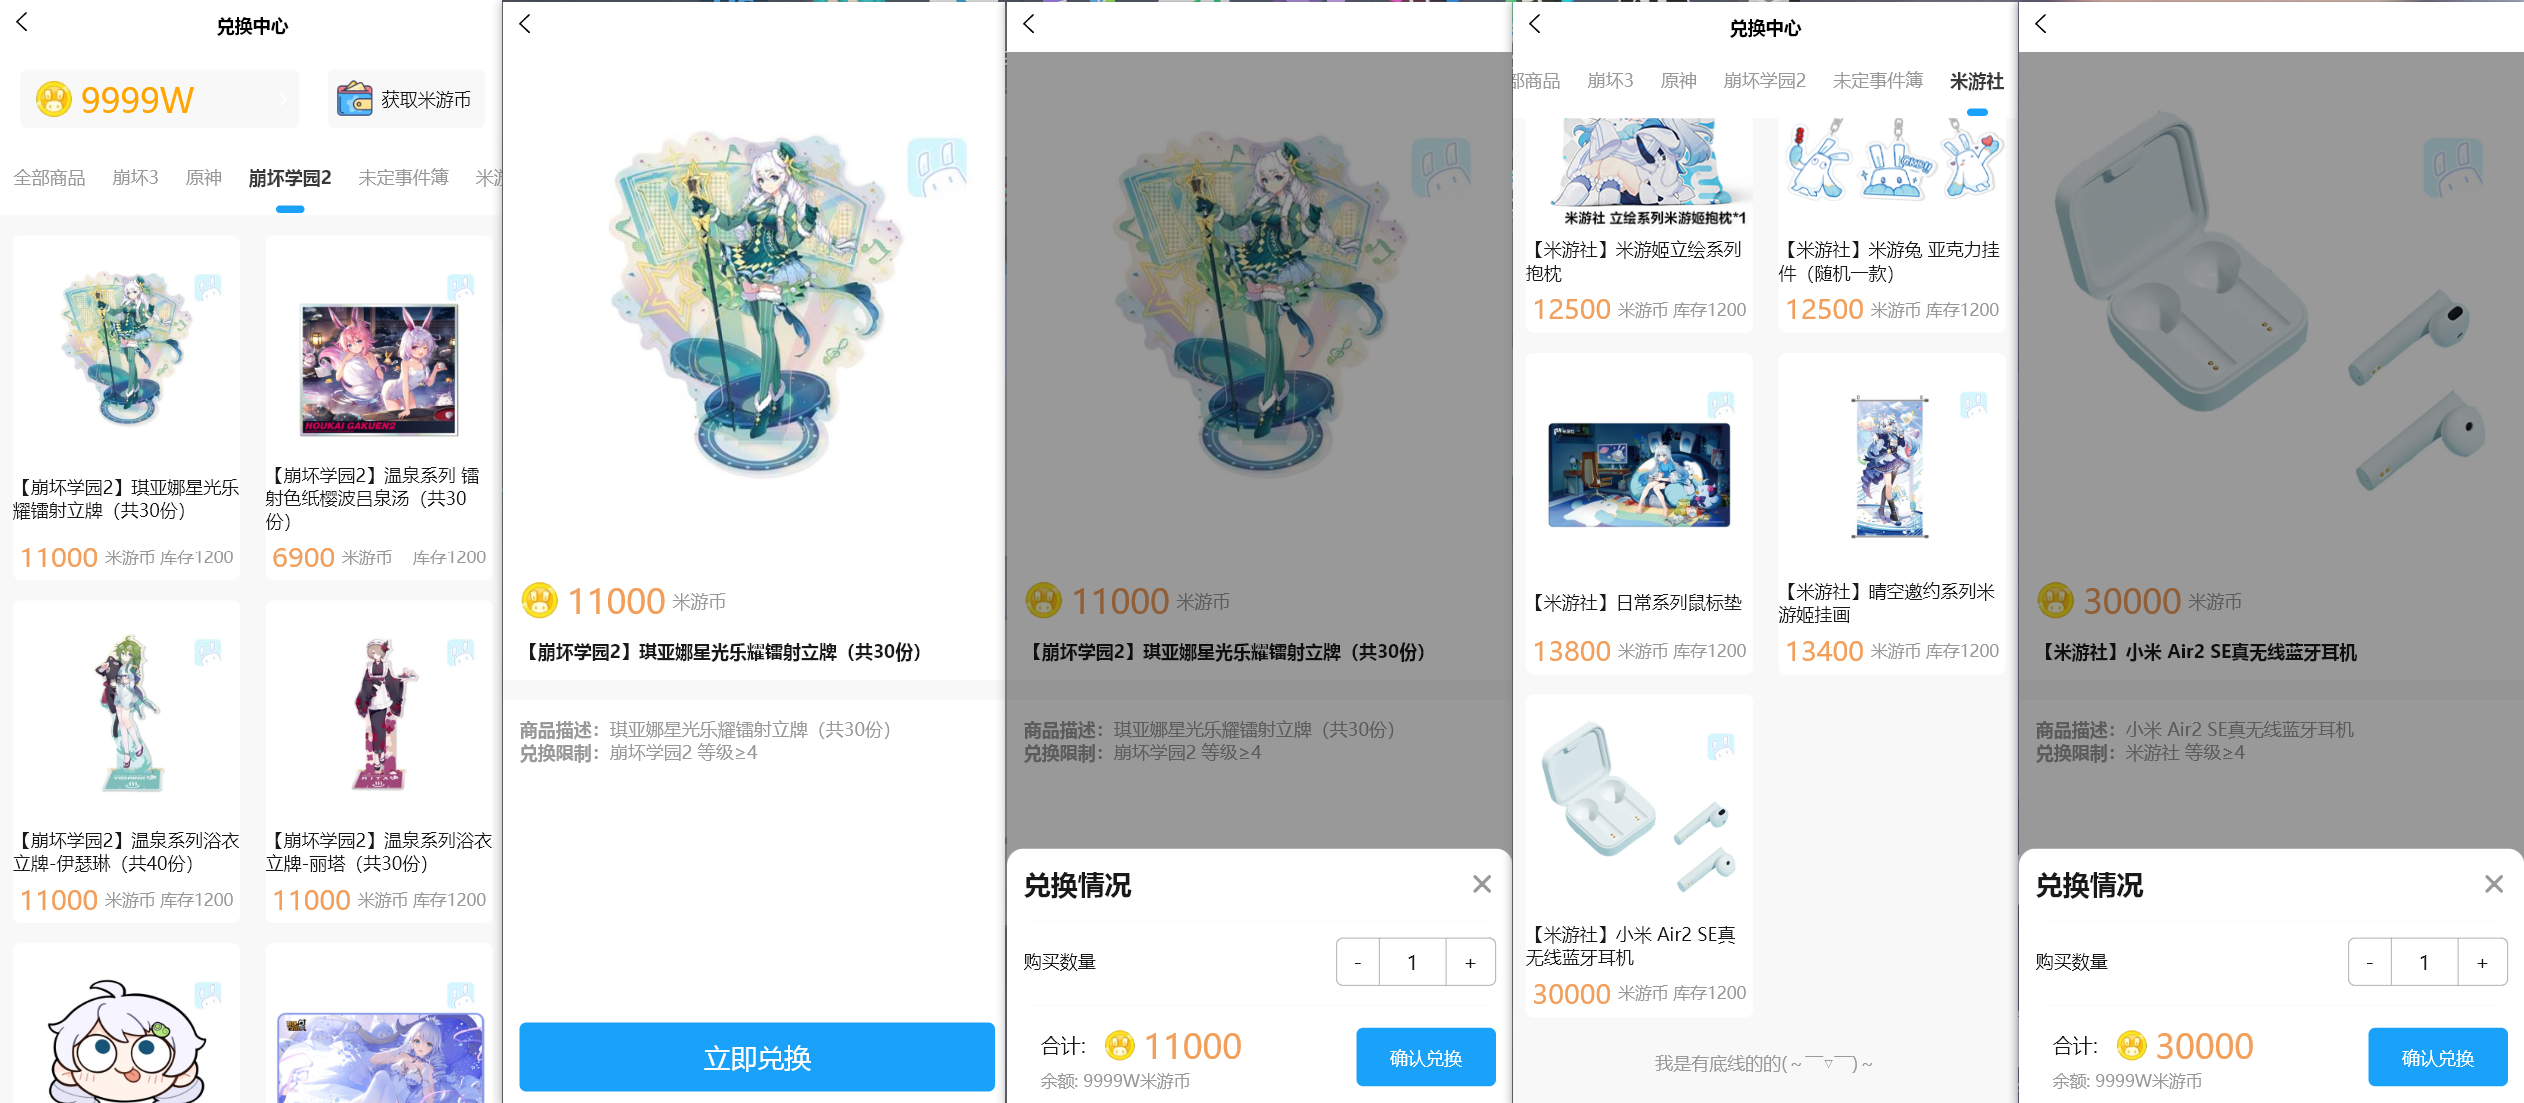 兑换中心
9999W
获取米游币
全部商品 崩坏3 原神 崩坏学园2 未定事件簿 米游
HOUKAI GAKUEN2
【崩坏学园2】琪亚娜星光乐
耀镭射立牌（共30份）
11000 米游币 库存1200
【崩坏学园2】温泉系列 镭
射色纸樱波吕泉汤（共30
份）
6900 米游币 库存1200
【崩坏学园2】温泉系列浴衣
立牌-伊瑟琳（共40份）
11000 米游币 库存1200
RITA
【崩坏学园2】温泉系列浴衣
立牌-丽塔（共30份）
11000 米游币 库存1200
11000 米游币
【崩坏学园2】琪亚娜星光乐耀镭射立牌（共30份）
商品描述：琪亚娜星光乐耀镭射立牌（共30份）
兑换限制：崩坏学园2 等级≥4
立即兑换
11000 米游币
【崩坏学园2】琪亚娜星光乐耀镭射立牌（共30份）
商品描述：琪亚娜星光乐耀镭射立牌（共30份）
兑换限制：崩坏学园2 等级≥4
兑换情况
购买数量
- 1 +
合计: 11000
余额: 9999W米游币
确认兑换
兑换中心
部商品 崩坏3 原神 崩坏学园2 未定事件簿 米游社
米游社 立绘系列米游姬抱枕*1
【米游社】米游姬立绘系列
抱枕
12500 米游币 库存1200
【米游社】米游兔 亚克力挂
件（随机一款）
12500 米游币 库存1200
【米游社】日常系列鼠标垫
13800 米游币 库存1200
【米游社】晴空邀约系列米
游姬挂画
13400 米游币 库存1200
【米游社】小米 Air2 SE真
无线蓝牙耳机
30000 米游币 库存1200
我是有底线的的(～￣▽￣)～
30000 米游币
【米游社】小米 Air2 SE真无线蓝牙耳机
商品描述：小米 Air2 SE真无线蓝牙耳机
兑换限制：米游社 等级≥4
兑换情况
购买数量
- 1 +
合计: 30000
余额: 9999W米游币
确认兑换